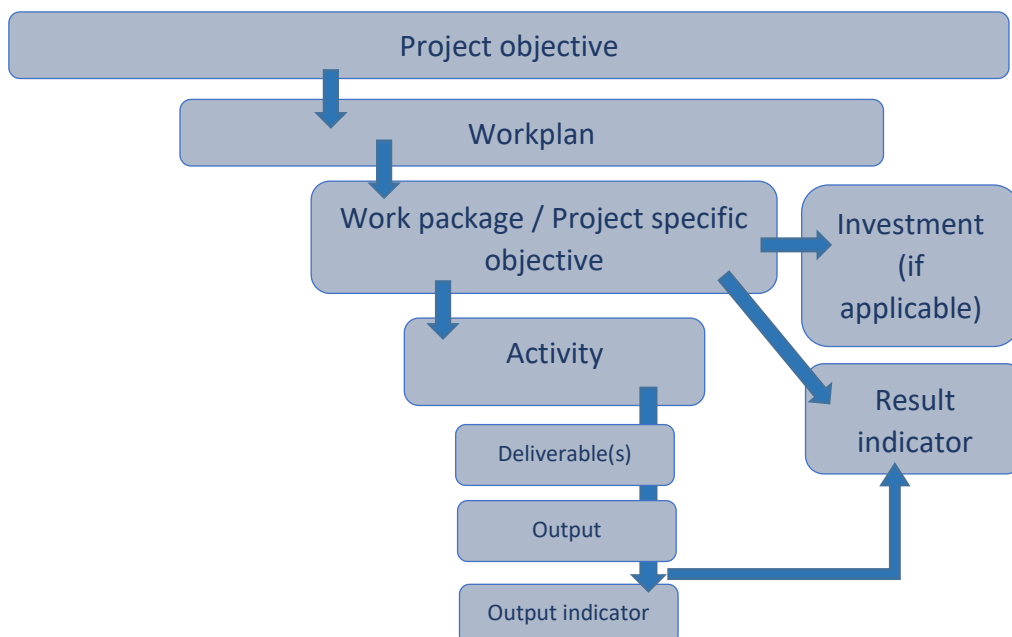 Project objective
Workplan
Work package / Project specific
objective
Investment
(if
applicable)
Activity
Result
indicator
Deliverable(s)
Output
Output indicator